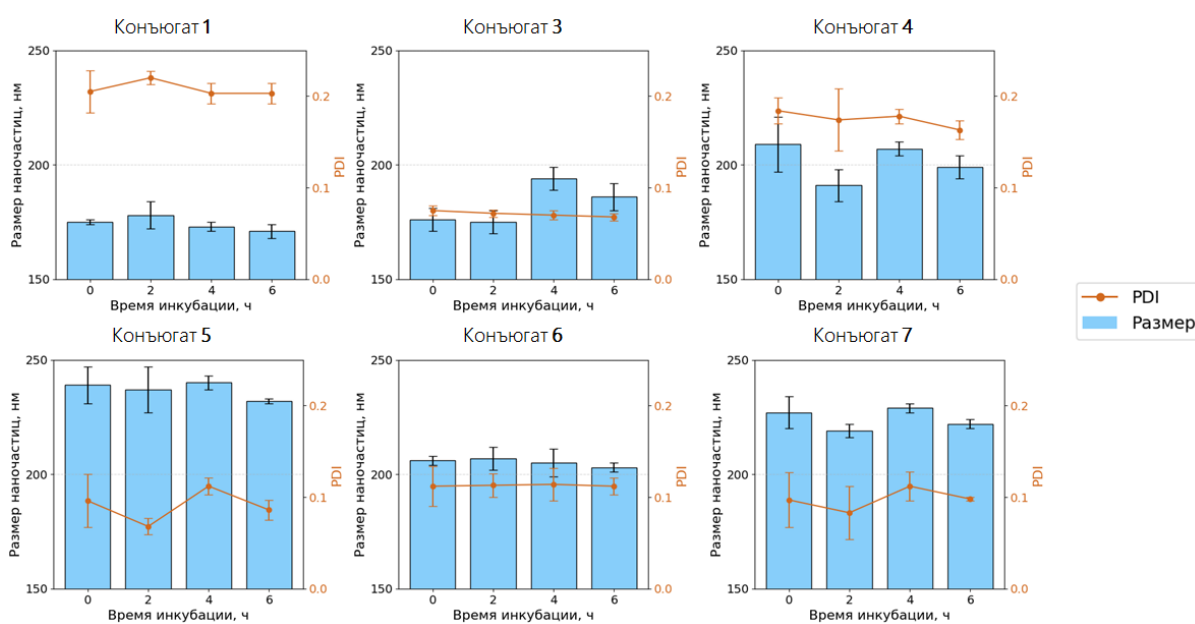 Конъюгат 1
250
200
150
Размер наночастиц, нм
0.2
0.1
0.0
PDI
0 2 4 6
Время инкубации, ч
Конъюгат 3
250
200
150
Размер наночастиц, нм
0.2
0.1
0.0
PDI
0 2 4 6
Время инкубации, ч
Конъюгат 4
250
200
150
Размер наночастиц, нм
0.2
0.1
0.0
PDI
0 2 4 6
Время инкубации, ч
PDI
Размер
Конъюгат 5
250
200
150
Размер наночастиц, нм
0.2
0.1
0.0
PDI
0 2 4 6
Время инкубации, ч
Конъюгат 6
250
200
150
Размер наночастиц, нм
0.2
0.1
0.0
PDI
0 2 4 6
Время инкубации, ч
Конъюгат 7
250
200
150
Размер наночастиц, нм
0.2
0.1
0.0
PDI
0 2 4 6
Время инкубации, ч